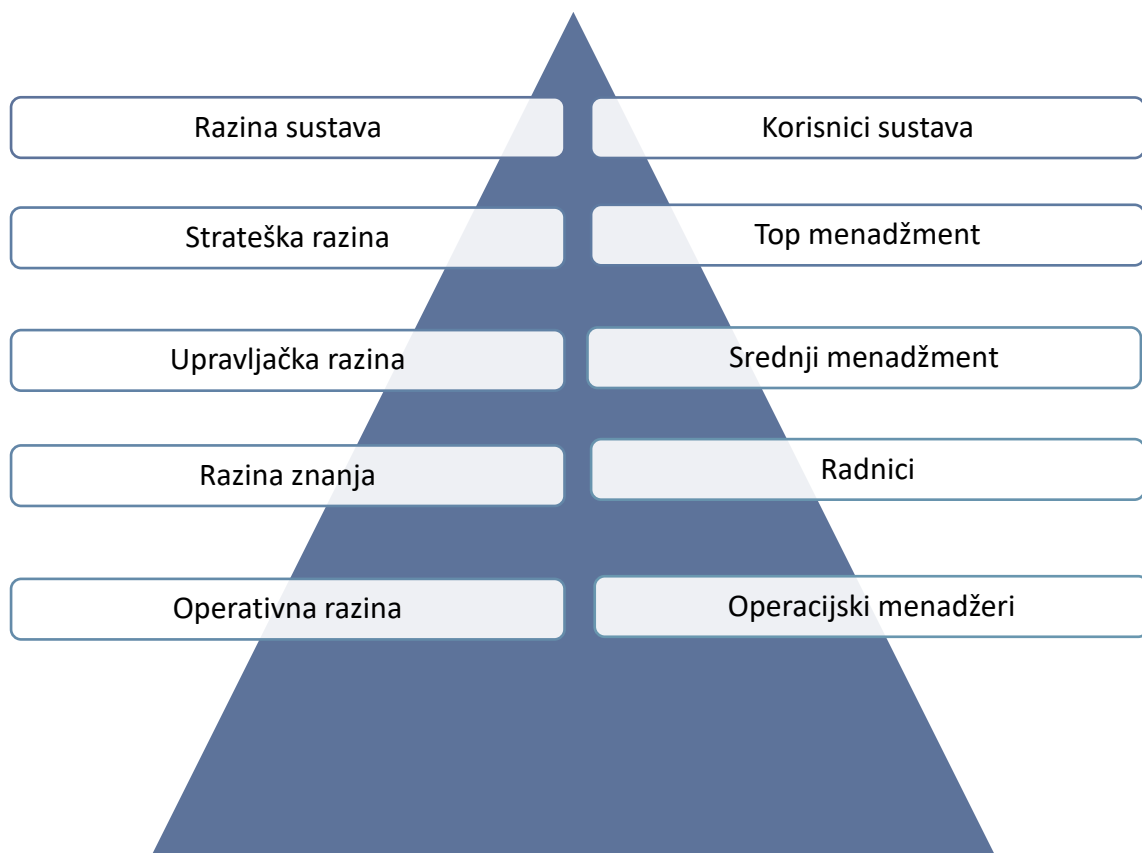 Razina sustava
Korisnici sustava
Strateška razina
Top menadžment
Upravljačka razina
Srednji menadžment
Razina znanja
Radnici
Operativna razina
Operacijski menadžeri